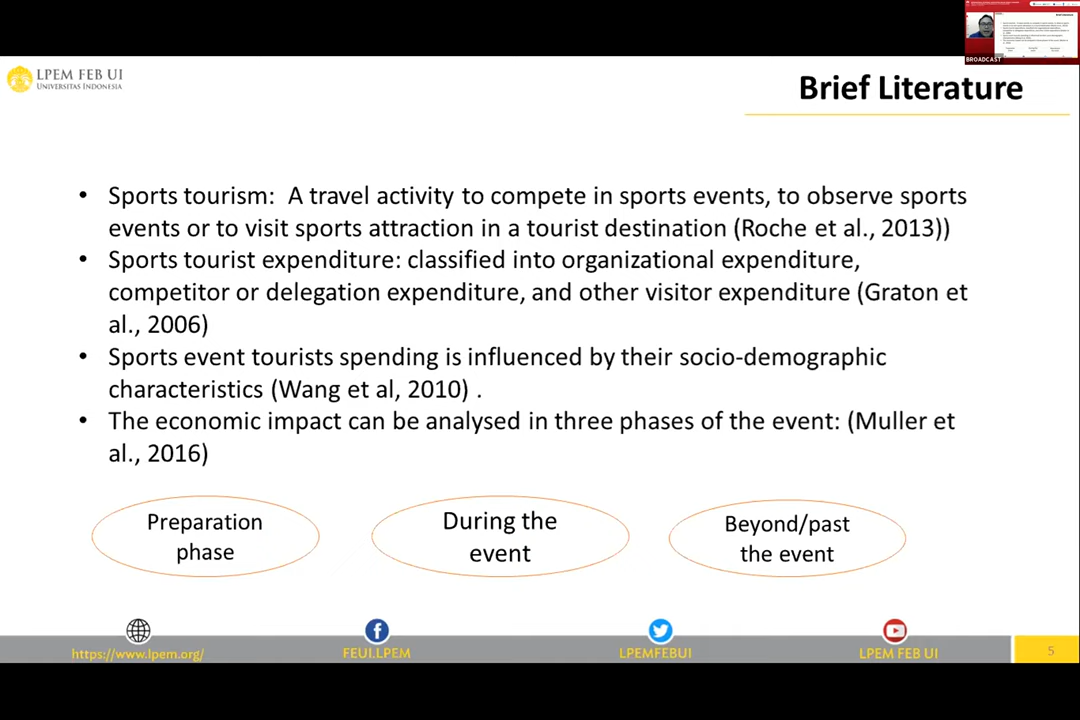 BROADCAST
LPEM FEB UI
UNIVERSITAS INDONESIA
Brief Literature
• Sports tourism: A travel activity to compete in sports events, to observe sports
events or to visit sports attraction in a tourist destination (Roche et al., 2013))
• Sports tourist expenditure: classified into organizational expenditure,
competitor or delegation expenditure, and other visitor expenditure (Graton et
al., 2006)
• Sports event tourists spending is influenced by their socio-demographic
characteristics (Wang et al, 2010) .
• The economic impact can be analysed in three phases of the event: (Muller et
al., 2016)
Preparation
phase
During the
event
Beyond/past
the event
https://www.lpem.org/
FEUI.LPEM
LPEMFEBUI
LPEM FEB UI
5